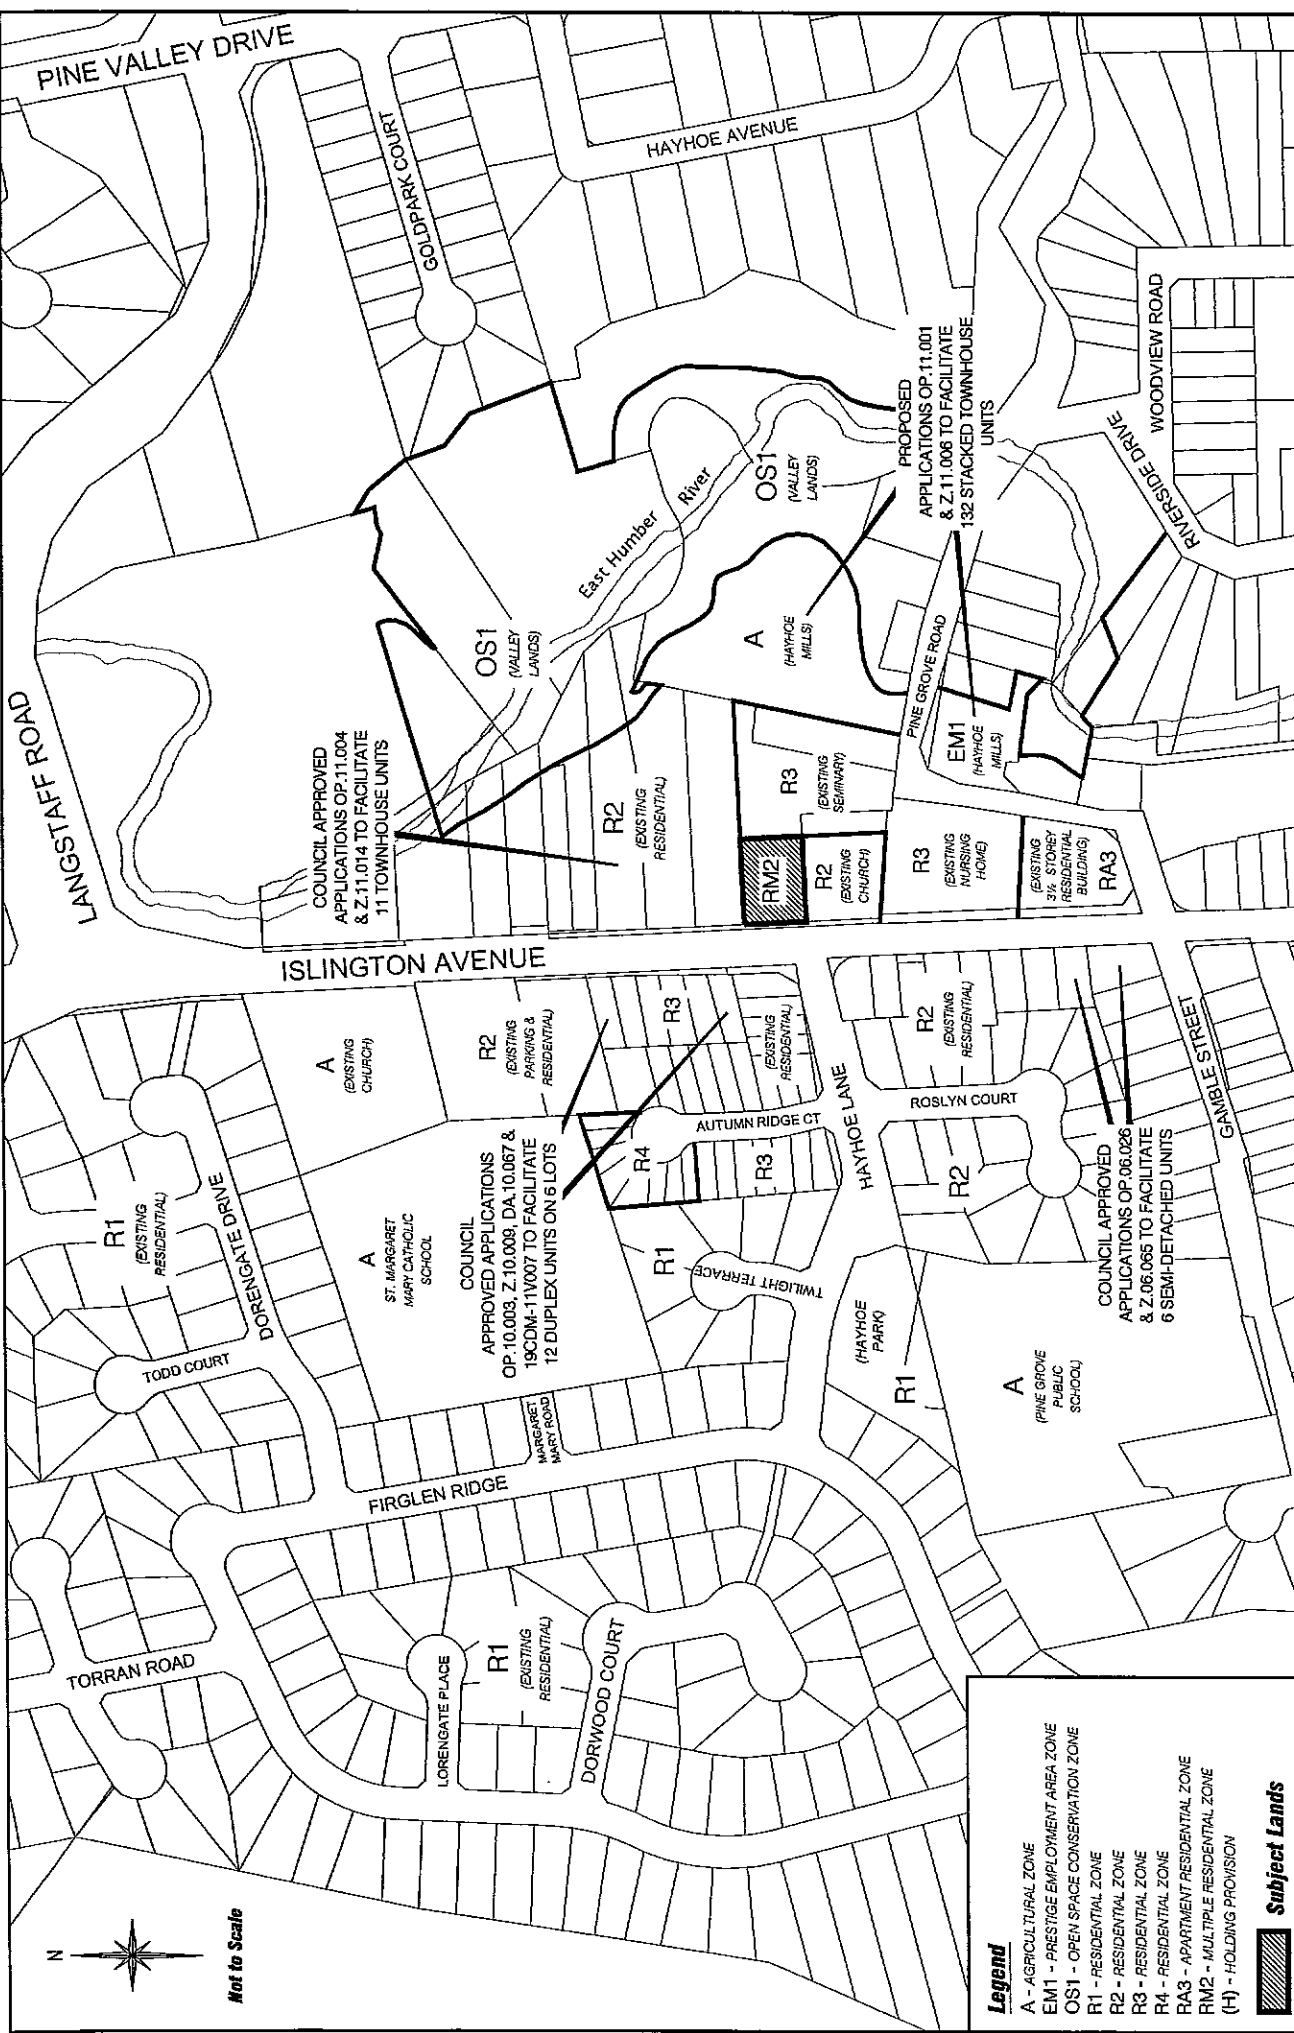 PINE VALLEY DRIVE
LANGSTAFF ROAD
GOLDPARK COURT
HAYHOE AVENUE
ISLINGTON AVENUE
COUNCIL APPROVED
APPLICATIONS OP.11.004
& Z.11.014 TO FACILITATE
11 TOWNHOUSE UNITS
OS1
(VALLEY
LANDS)
East Humber River
OS1
(VALLEY
LANDS)
PROPOSED
APPLICATIONS OP.11.001
& Z.11.006 TO FACILITATE
132 STACKED TOWNHOUSE
UNITS
WOODVIEW ROAD
RIVERSIDE DRIVE
A
(HAYHOE
MILLS)
PINE GROVE ROAD
EM1
(HAYHOE
MILLS)
R2
(EXISTING
RESIDENTIAL)
R3
(EXISTING
SEMINARY)
RM2
R2
(EXISTING
CHURCH)
R3
(EXISTING
NURSING
HOME)
(EXISTING
3½ STOREY
RESIDENTIAL
BUILDING)
RA3
A
(EXISTING
CHURCH)
R2
(EXISTING
PARKING &
RESIDENTIAL)
R3
(EXISTING
RESIDENTIAL)
R2
(EXISTING
RESIDENTIAL)
GAMBLE STREET
R1
(EXISTING
RESIDENTIAL)
DORENGATE DRIVE
TODD COURT
A
ST. MARGARET
MARY CATHOLIC
SCHOOL
COUNCIL
APPROVED APPLICATIONS
OP.10.003, Z.10.009, DA.10.067 &
19CDM-11V007 TO FACILITATE
12 DUPLEX UNITS ON 6 LOTS
R4
AUTUMN RIDGE CT
R3
HAYHOE LANE
ROSLYN COURT
R2
R1
TWILIGHT TERRACE
(HAYHOE
PARK)
R1
COUNCIL APPROVED
APPLICATIONS OP.06.026
& Z.06.065 TO FACILITATE
6 SEMI-DETACHED UNITS
A
(PINE GROVE
PUBLIC
SCHOOL)
MARGARET
MARY ROAD
FIRGLEN RIDGE
TORRAN ROAD
LORENGATE PLACE
R1
(EXISTING
RESIDENTIAL)
DORWOOD COURT
N
Not to Scale
Legend
A - AGRICULTURAL ZONE
EM1 - PRESTIGE EMPLOYMENT AREA ZONE
OS1 - OPEN SPACE CONSERVATION ZONE
R1 - RESIDENTIAL ZONE
R2 - RESIDENTIAL ZONE
R3 - RESIDENTIAL ZONE
R4 - RESIDENTIAL ZONE
RA3 - APARTMENT RESIDENTIAL ZONE
RM2 - MULTIPLE RESIDENTIAL ZONE
(H) - HOLDING PROVISION
Subject Lands